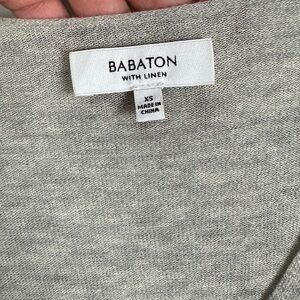 BABATON
WITH LINEN
XS
MADE IN
CHINA